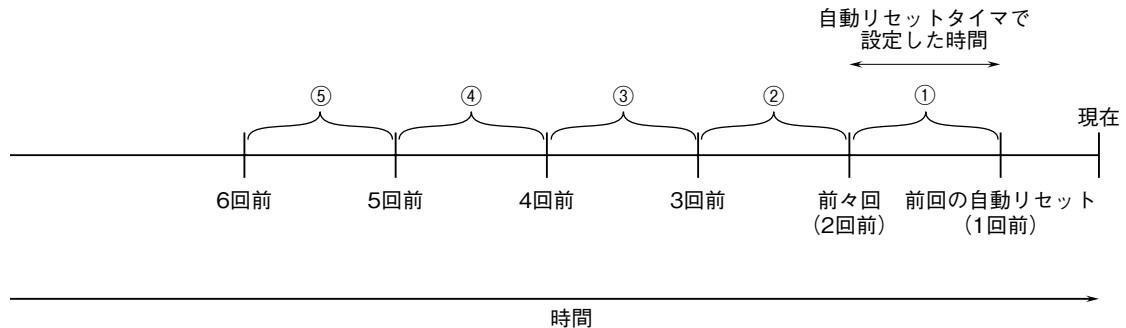 自動リセットタイマで
設定した時間
⑤ ④ ③ ② ①
現在
6回前 5回前 4回前 3回前 前々回 前回の自動リセット
（2回前） （1回前）
時間